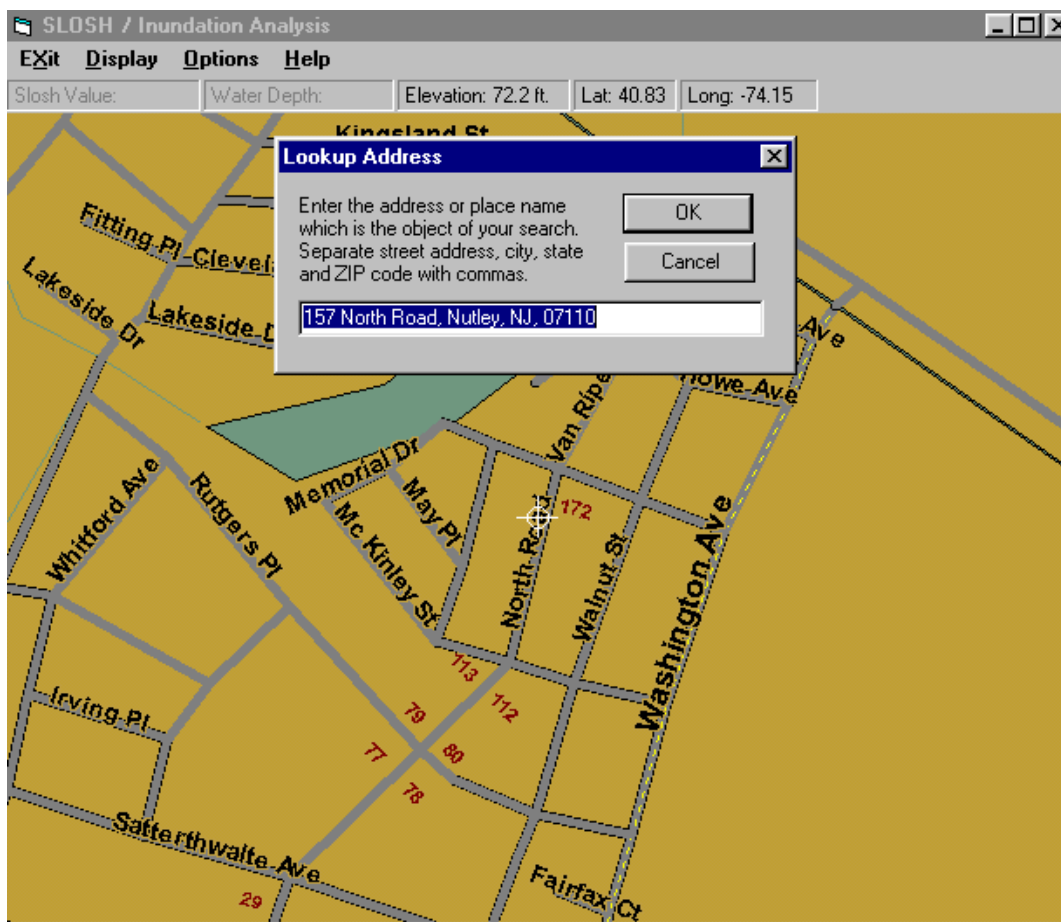 SLOSH / Inundation Analysis
EXit Display Options Help
Slosh Value: Water Depth: Elevation: 72.2 ft. Lat: 40.83 Long: -74.15
Kingsland St
Lookup Address
Enter the address or place name
which is the object of your search.
Separate street address, city, state
and ZIP code with commas.
OK
Cancel
157 North Road, Nutley, NJ, 07110
Fitting Pl
Clevel
Lakeside Dr
Lakeside D
Ave
Howe Ave
Van Ripe
Memorial Dr
May Pl
Mc Kinley St
Whitford Ave
Rutgers Pl
172
North Road
Walnut St
Washington Ave
113
112
79
77
80
78
Irving Pl
Satterthwaite Ave
29
Fairfax Ct